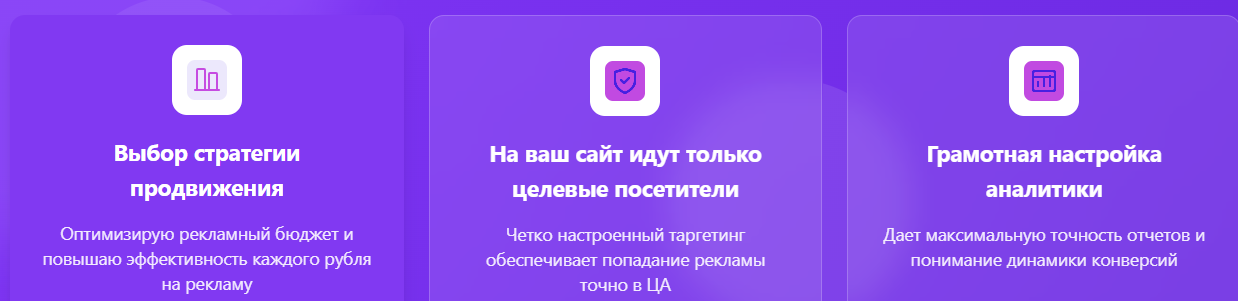 Выбор стратегии
продвижения
Оптимизирую рекламный бюджет и
повышаю эффективность каждого рубля
на рекламу
На ваш сайт идут только
целевые посетители
Четко настроенный таргетинг
обеспечивает попадание рекламы
точно в ЦА
Грамотная настройка
аналитики
Дает максимальную точность отчетов и
понимание динамики конверсий